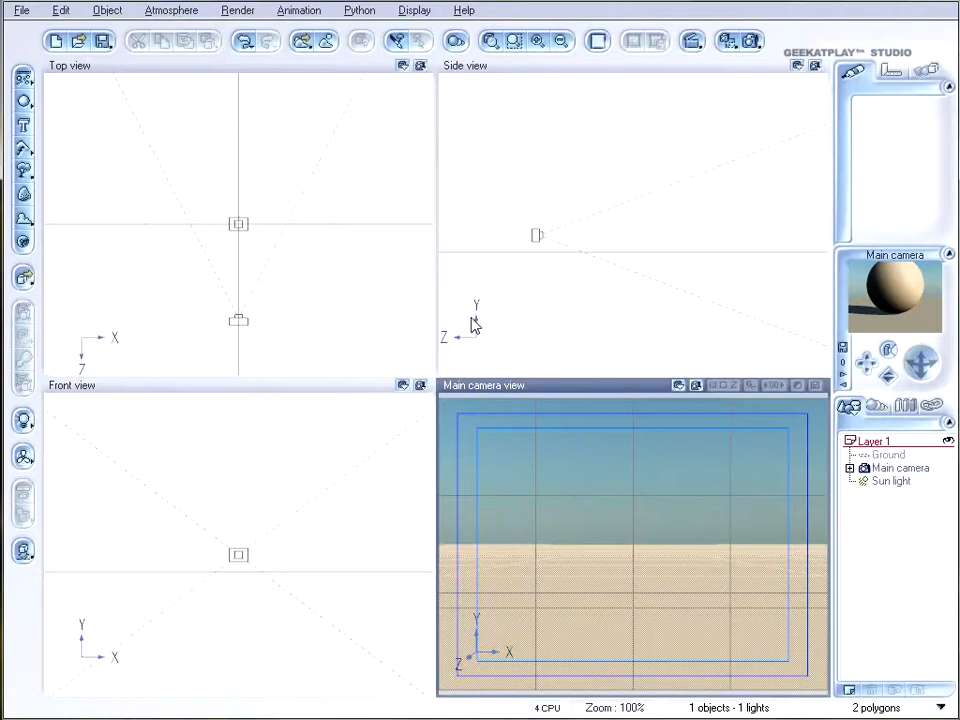 File Edit Object Atmosphere Render Animation Python Display Help
GEEKATPLAY™ STUDIO
Top view
Side view
X
Z
Y
Z
Main camera
0
Front view
Main camera view
Y
X
Y
X
Z
Layer 1
Ground
Main camera
Sun light
4 CPU Zoom : 100% 1 objects - 1 lights 2 polygons